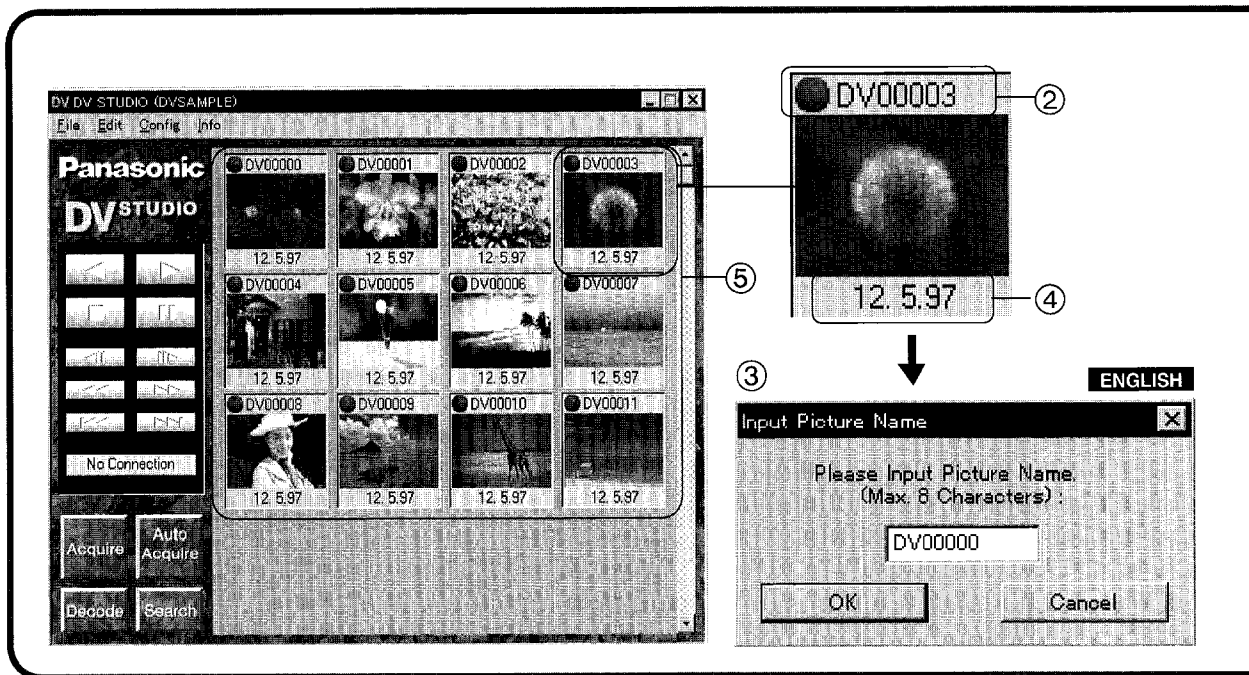 DV DV STUDIO (DVSAMPLE)
File Edit Config Info
Panasonic
DV STUDIO
No Connection
Acquire
Auto Acquire
Decode
Search
DV00000
12. 5.97
DV00001
12. 5.97
DV00002
12. 5.97
DV00003
12. 5.97
DV00004
12. 5.97
DV00005
12. 5.97
DV00006
12. 5.97
DV00007
12. 5.97
DV00008
12. 5.97
DV00009
12. 5.97
DV00010
12. 5.97
DV00011
12. 5.97
⑤
DV00003
②
12. 5.97
④
③
ENGLISH
Input Picture Name
Please Input Picture Name.
(Max. 8 Characters) :
DV00000
OK
Cancel